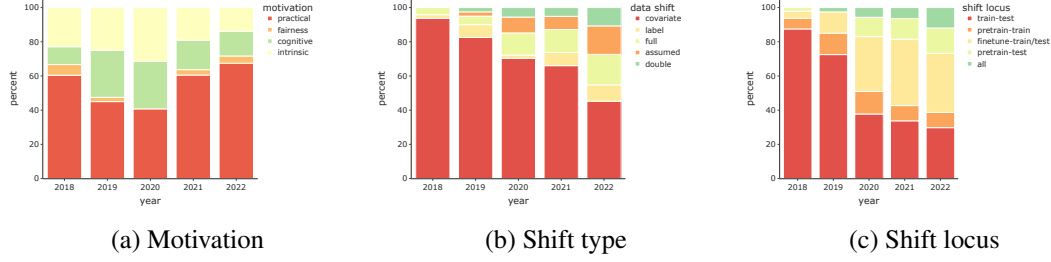 motivation
practical
fairness
cognitive
intrinsic
100
80
60
40
20
0
percent
2018 2019 2020 2021 2022
year
(a) Motivation
data shift
covariate
label
full
assumed
double
100
80
60
40
20
0
percent
2018 2019 2020 2021 2022
year
(b) Shift type
shift locus
train-test
pretrain-train
finetune-train/test
pretrain-test
all
100
80
60
40
20
0
percent
2018 2019 2020 2021 2022
year
(c) Shift locus